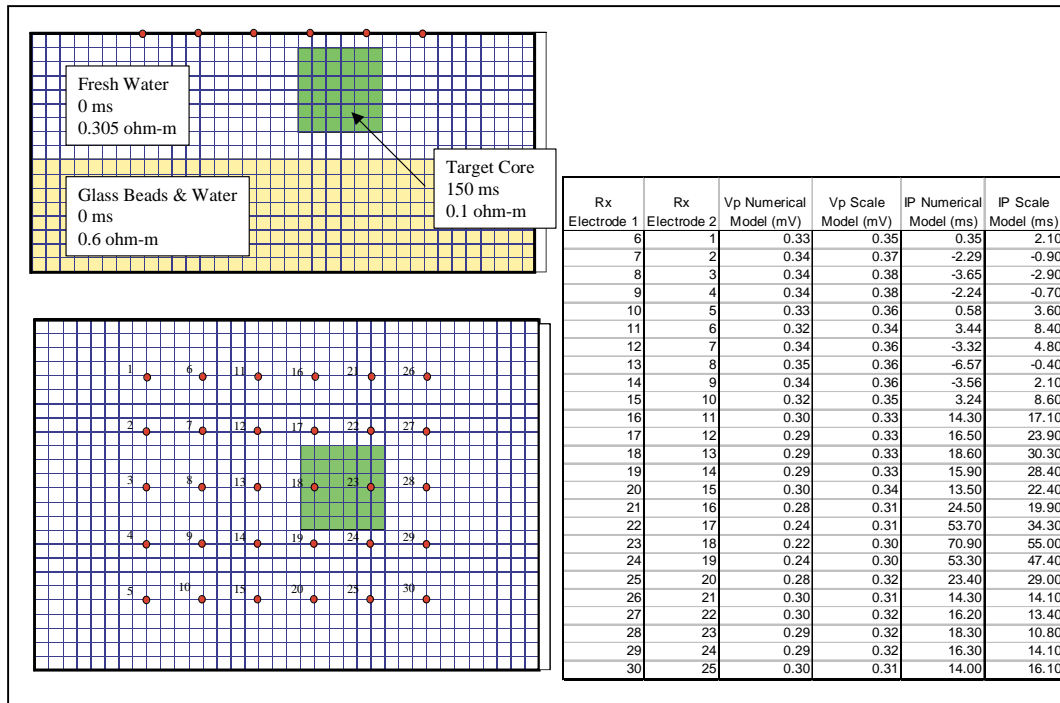 Fresh Water
0 ms
0.305 ohm-m
Target Core
150 ms
0.1 ohm-m
Glass Beads & Water
0 ms
0.6 ohm-m
1 6 11 16 21 26
2 7 12 17 22 27
3 8 13 18 23 28
4 9 14 19 24 29
5 10 15 20 25 30
Rx Rx Vp Numerical Vp Scale IP Numerical IP Scale
Electrode 1 Electrode 2 Model (mV) Model (mV) Model (ms) Model (ms)
6 1 0.33 0.35 0.35 2.10
7 2 0.34 0.37 -2.29 -0.90
8 3 0.34 0.38 -3.65 -2.90
9 4 0.34 0.38 -2.24 -0.70
10 5 0.33 0.36 0.58 3.60
11 6 0.32 0.34 3.44 8.40
12 7 0.34 0.36 -3.32 4.80
13 8 0.35 0.36 -6.57 -0.40
14 9 0.34 0.36 -3.56 2.10
15 10 0.32 0.35 3.24 8.60
16 11 0.30 0.33 14.30 17.10
17 12 0.29 0.33 16.50 23.90
18 13 0.29 0.33 18.60 30.30
19 14 0.29 0.33 15.90 28.40
20 15 0.30 0.34 13.50 22.40
21 16 0.28 0.31 24.50 19.90
22 17 0.24 0.31 53.70 34.30
23 18 0.22 0.30 70.90 55.00
24 19 0.24 0.30 53.30 47.40
25 20 0.28 0.32 23.40 29.00
26 21 0.30 0.31 14.30 14.10
27 22 0.30 0.32 16.20 13.40
28 23 0.29 0.32 18.30 10.80
29 24 0.29 0.32 16.30 14.10
30 25 0.30 0.31 14.00 16.10